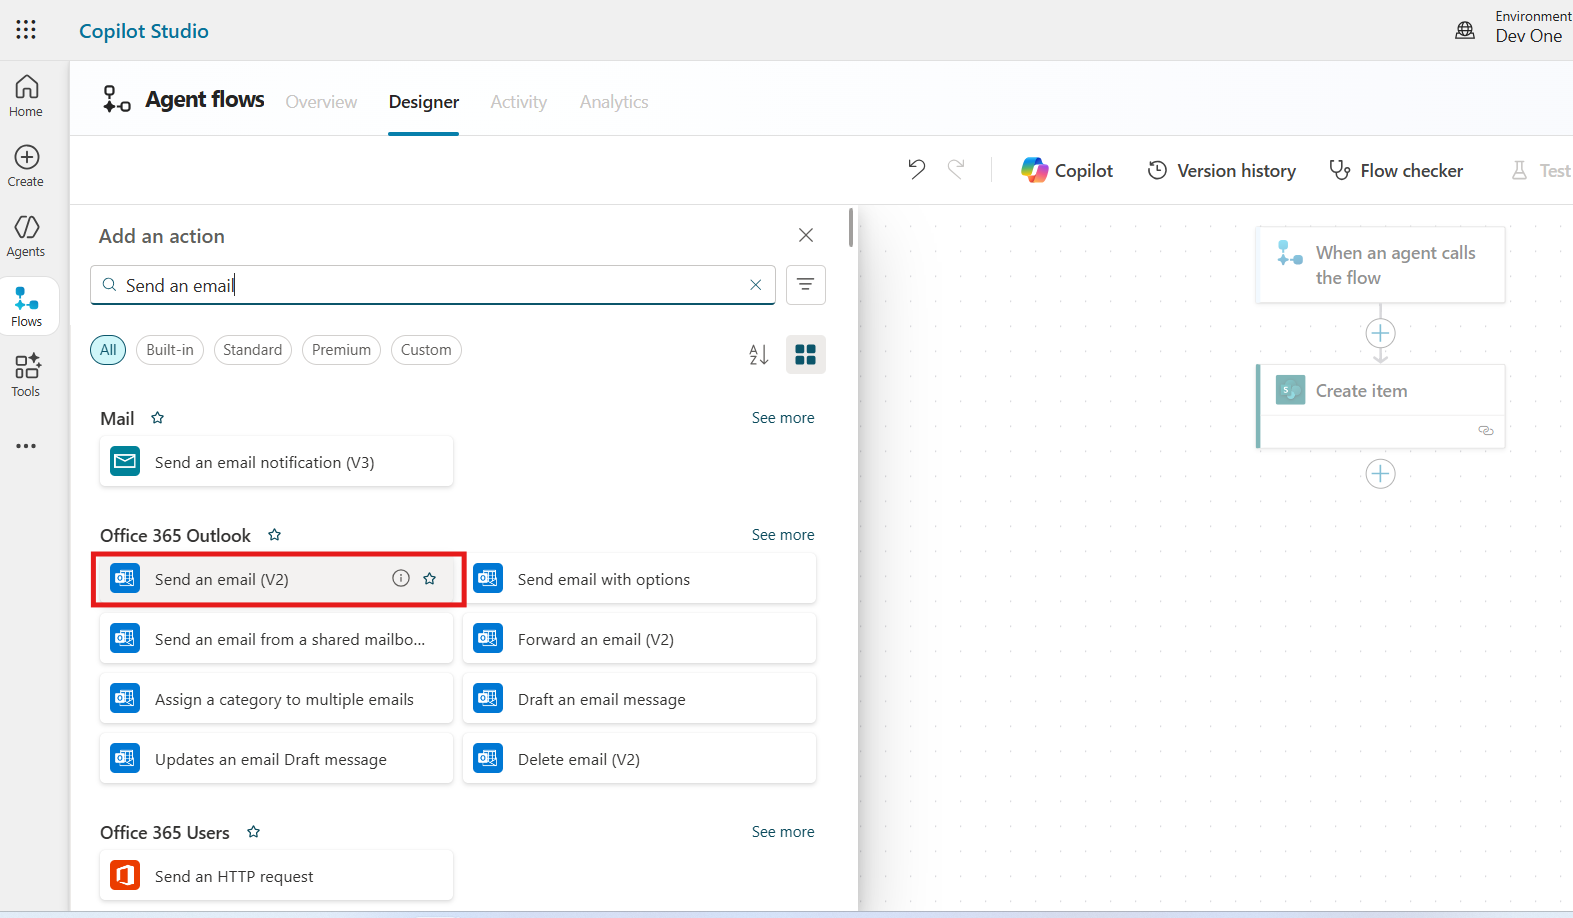 Copilot Studio
Environment
Dev One
Home
Create
Agents
Flows
Tools
Agent flows
Overview
Designer
Activity
Analytics
Copilot
Version history
Flow checker
Test
Add an action
Send an email
All
Built-in
Standard
Premium
Custom
Mail
See more
Send an email notification (V3)
Office 365 Outlook
See more
Send an email (V2)
Send email with options
Send an email from a shared mailbo...
Forward an email (V2)
Assign a category to multiple emails
Draft an email message
Updates an email Draft message
Delete email (V2)
Office 365 Users
See more
Send an HTTP request
When an agent calls
the flow
Create item